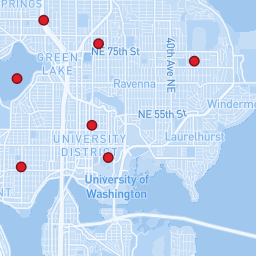 SPRINGS
NE 75th St
40th Ave NE
GREEN
LAKE
Ravenna
Windermer
NE 55th St
UNIVERSITY
DISTRICT
Laurelhurst
University of
Washington
NT